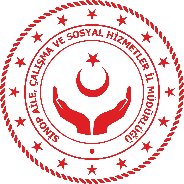 SİNOP AİLE, ÇALIŞMA VE SOSYAL HİZMETLER İL MÜDÜRLÜĞÜ